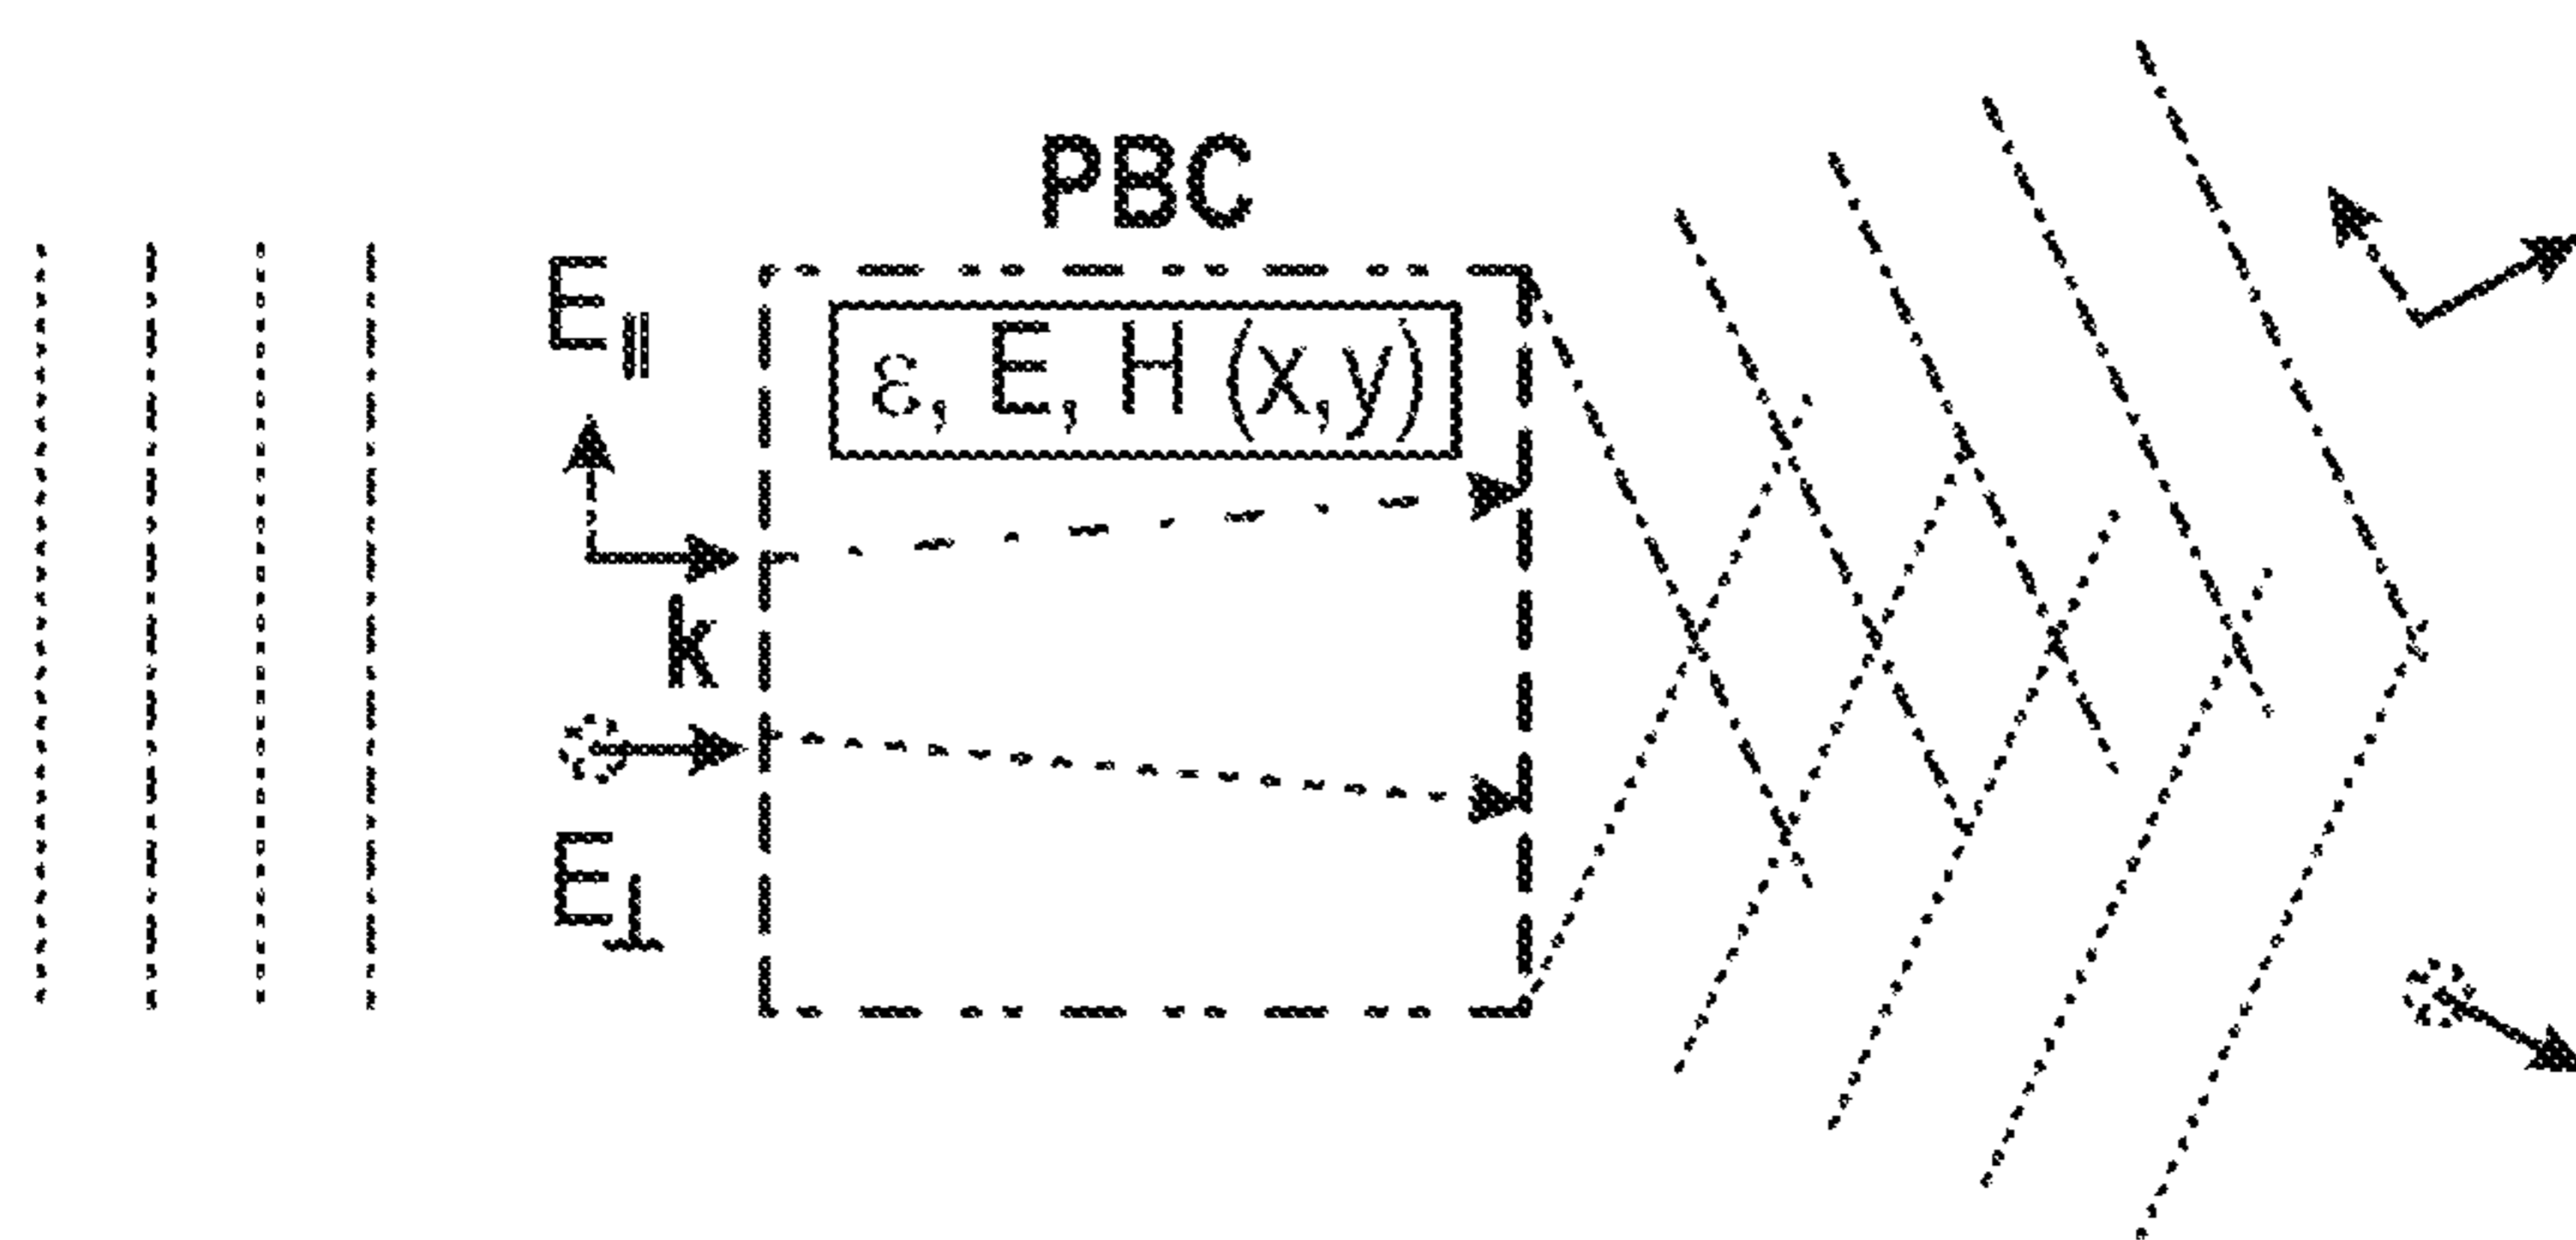 PBC
E∥
ε, E, H (x,y)
k
E⊥